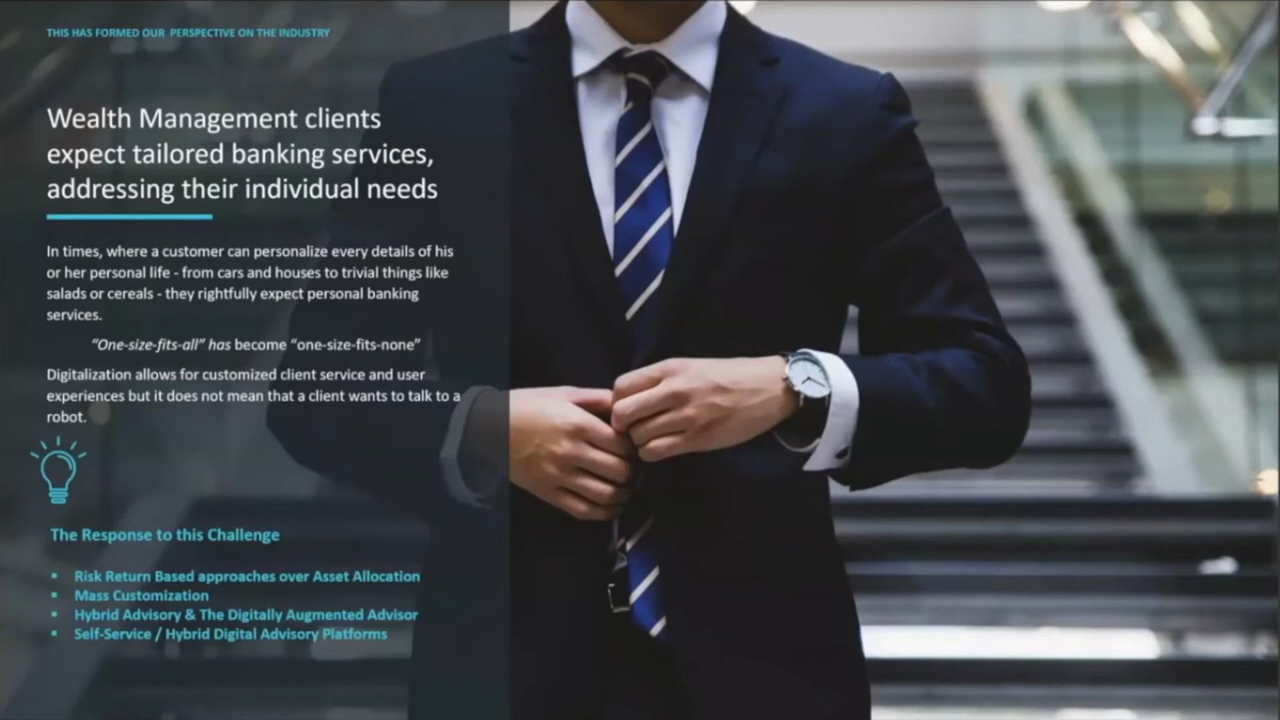 THIS HAS FORMED OUR PERSPECTIVE ON THE INDUSTRY
Wealth Management clients
expect tailored banking services,
addressing their individual needs
In times, where a customer can personalize every details of his
or her personal life - from cars and houses to trivial things like
salads or cereals - they rightfully expect personal banking
services.
“One-size-fits-all” has become “one-size-fits-none”
Digitalization allows for customized client service and user
experiences but it does not mean that a client wants to talk to a
robot.
The Response to this Challenge
▪ Risk Return Based approaches over Asset Allocation
▪ Mass Customization
▪ Hybrid Advisory & The Digitally Augmented Advisor
▪ Self-Service / Hybrid Digital Advisory Platforms